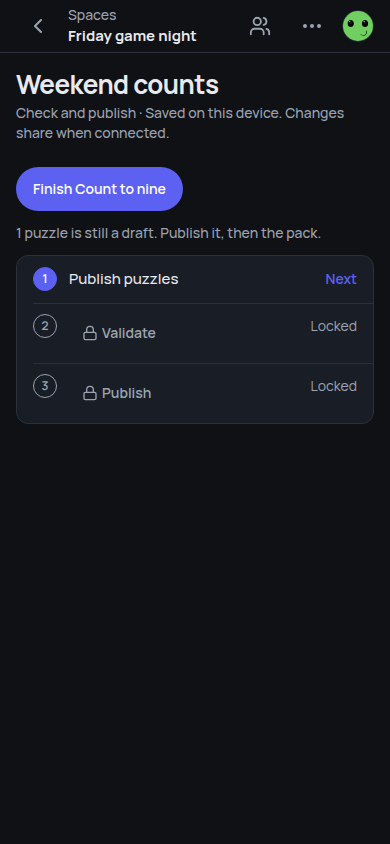 Spaces
Friday game night
Weekend counts
Check and publish · Saved on this device. Changes
share when connected.
Finish Count to nine
1 puzzle is still a draft. Publish it, then the pack.
1 Publish puzzles Next
2 Validate Locked
3 Publish Locked